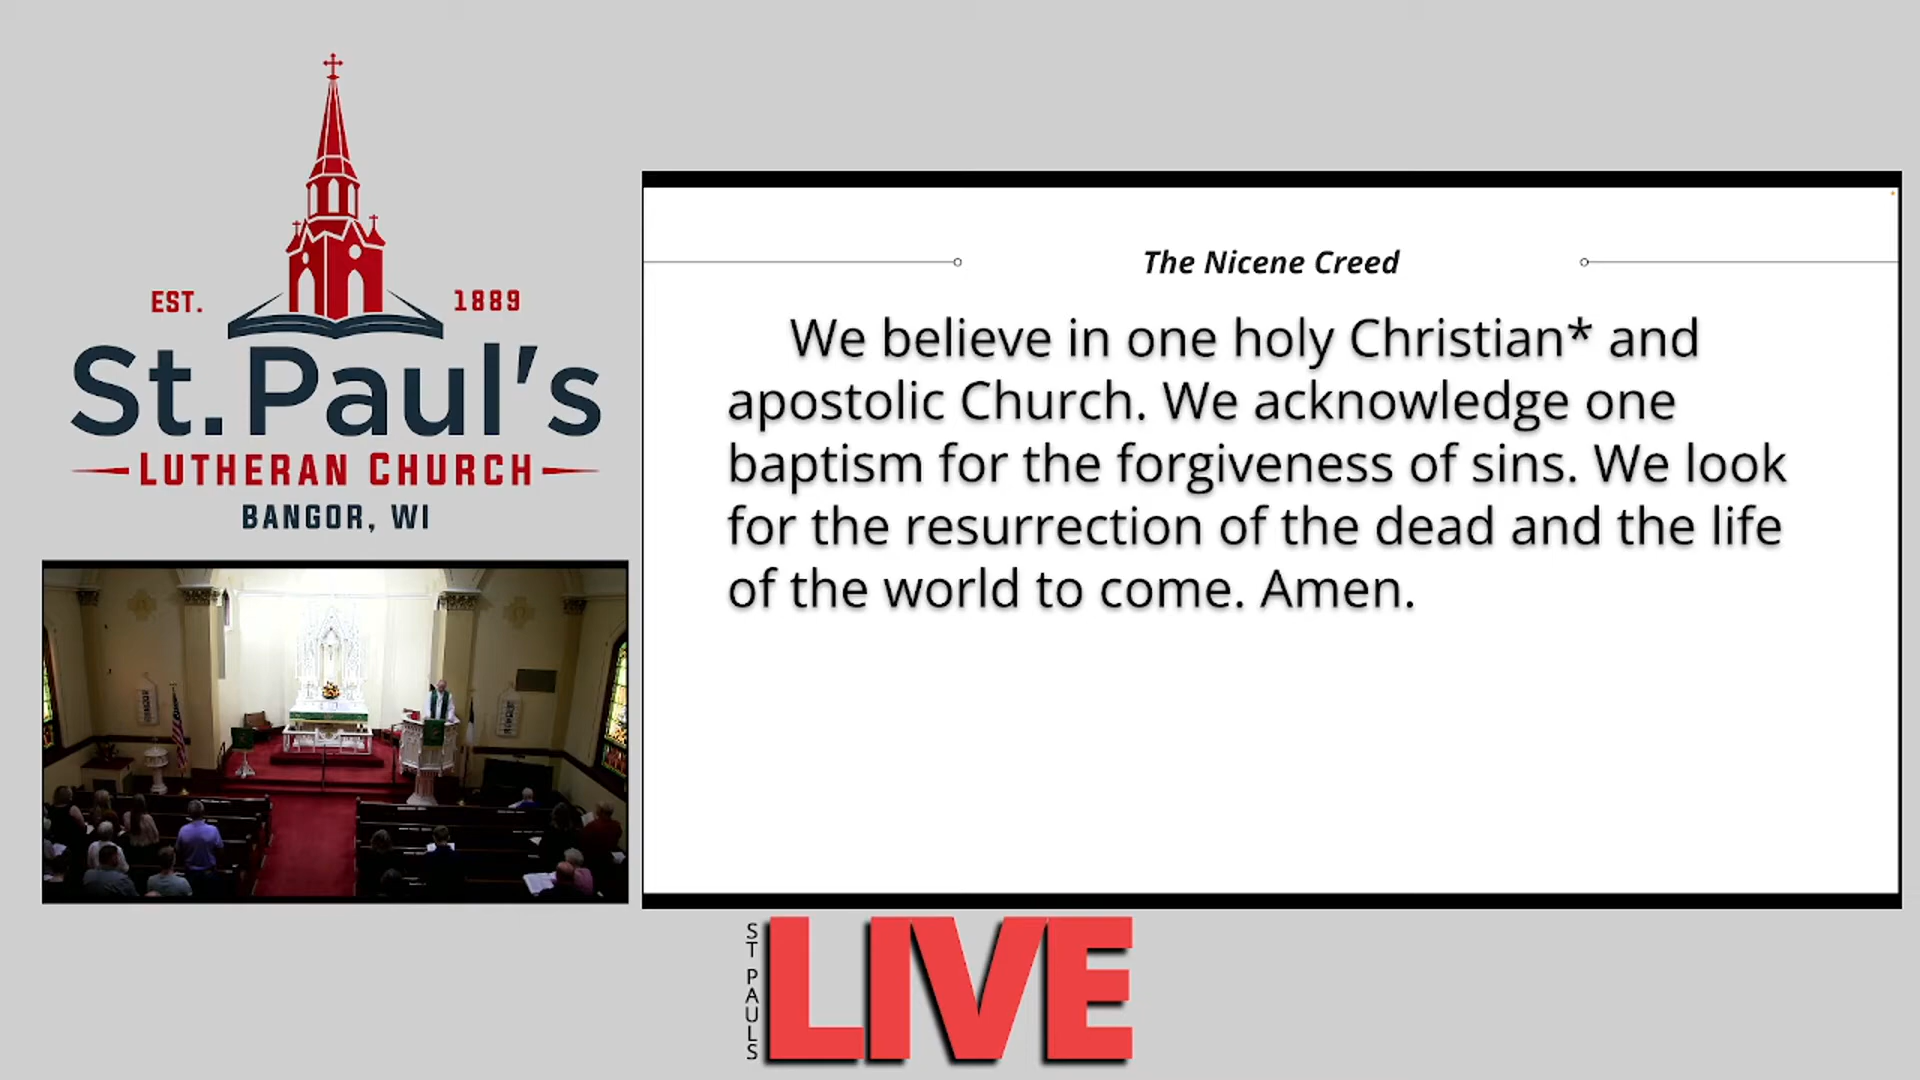 EST. 1889
St. Paul's
LUTHERAN CHURCH
BANGOR, WI
The Nicene Creed
We believe in one holy Christian* and
apostolic Church. We acknowledge one
baptism for the forgiveness of sins. We look
for the resurrection of the dead and the life
of the world to come. Amen.
ST PAULS
LIVE